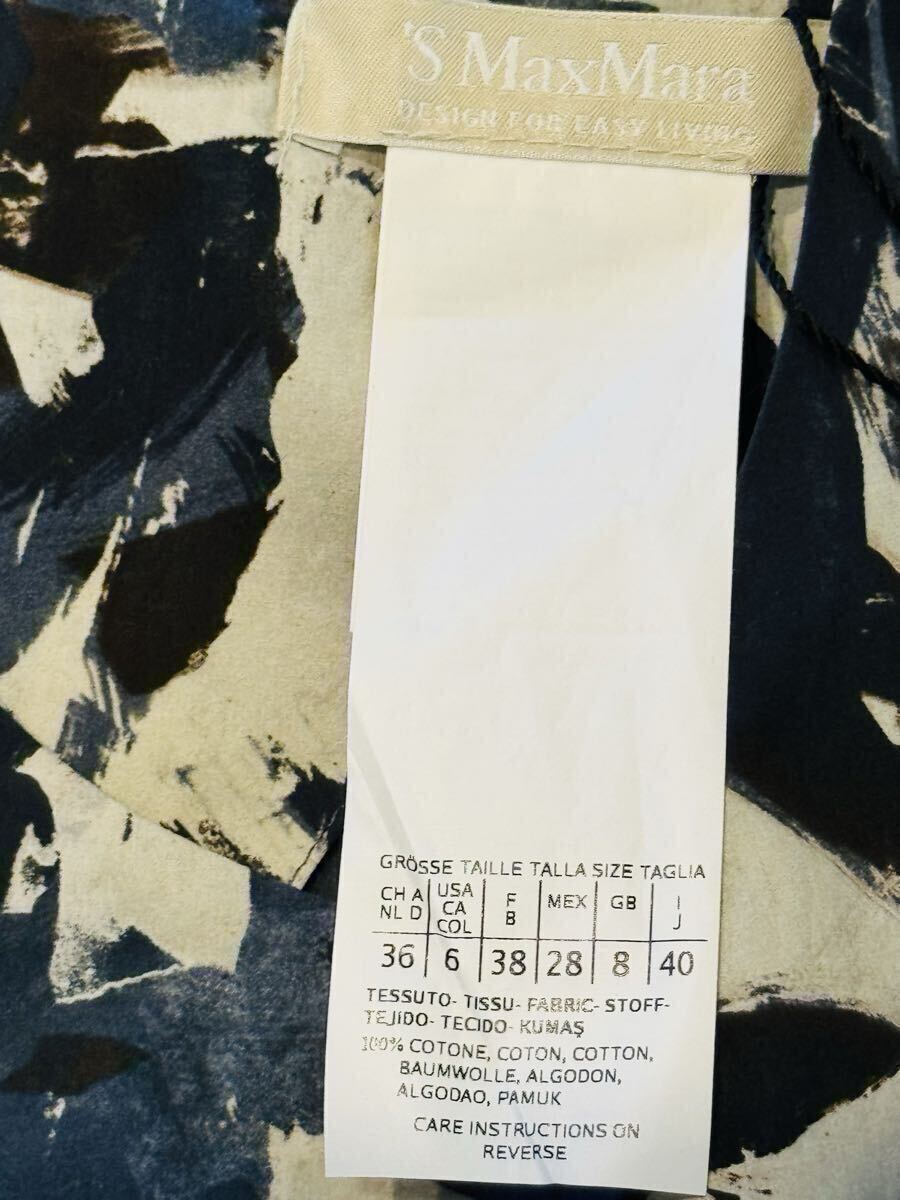 'S MaxMara
DESIGN FOR EASY LIVING
GRÖSSE TAILLE TALLA SIZE TAGLIA
CH A NL D USA CA COL F B MEX GB I J
36 6 38 28 8 40
TESSUTO- TISSU- FABRIC- STOFF-
TEJIDO- TECIDO- KUMAŞ
100% COTONE, COTON, COTTON,
BAUMWOLLE, ALGODON,
ALGODAO, PAMUK
CARE INSTRUCTIONS ON
REVERSE